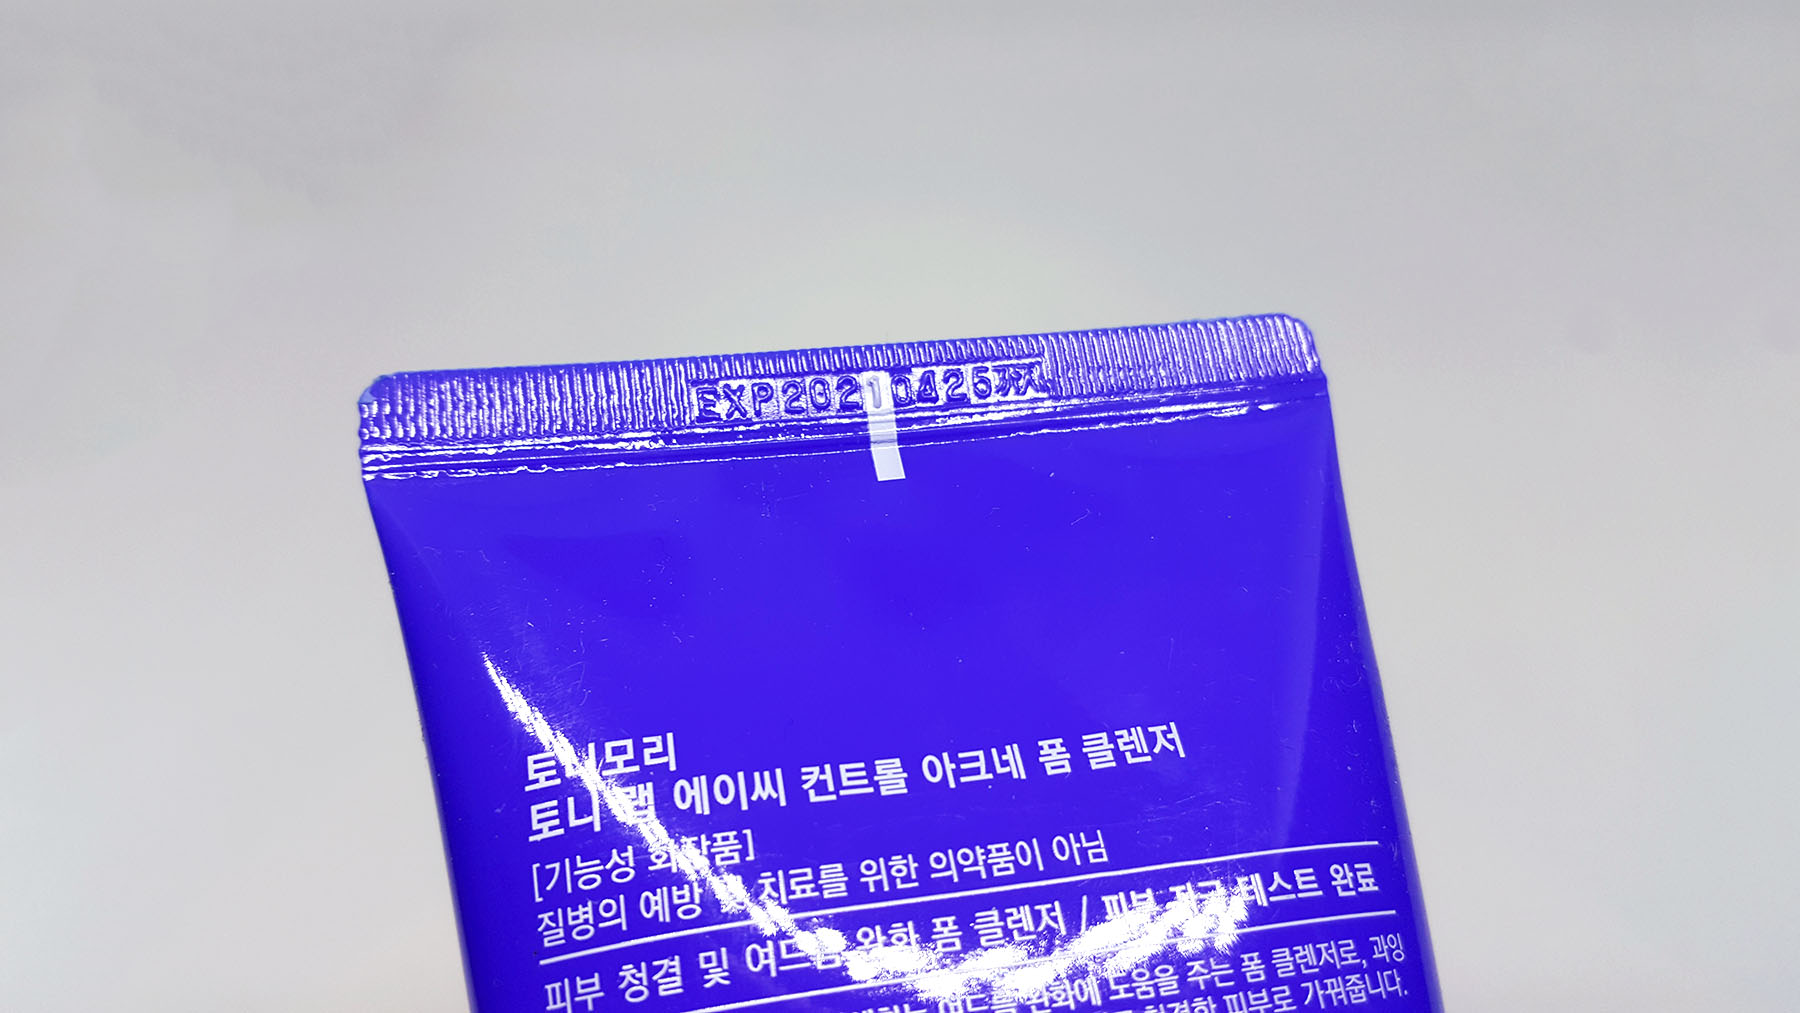 EXP20210425까지
토니모리
토니 랩 에이씨 컨트롤 아크네 폼 클렌저
[기능성 화장품]
질병의 예방 및 치료를 위한 의약품이 아님
피부 청결 및 여드름 완화 폼 클렌저 / 피부 자극 테스트 완료
여드름 완화에 도움을 주는 폼 클렌저로, 과잉
청결한 피부로 가꿔줍니다.